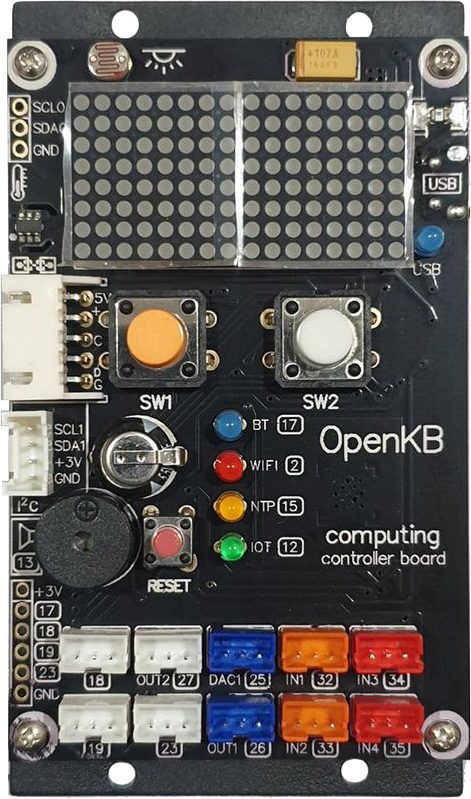 107A
SCL0
SDA0
GND
USB
USB
5V
+
C
D
G
SW1
SW2
SCL1
SDA1
+3V
GND
I²C
BT 17
WIFI 2
NTP 15
IOT 12
OpenKB
computing
controller board
13
RESET
+3V
17
18
19
23
GND
18
OUT2 27
DAC1 25
IN1 32
IN3 34
19
23
OUT1 26
IN2 33
IN4 35